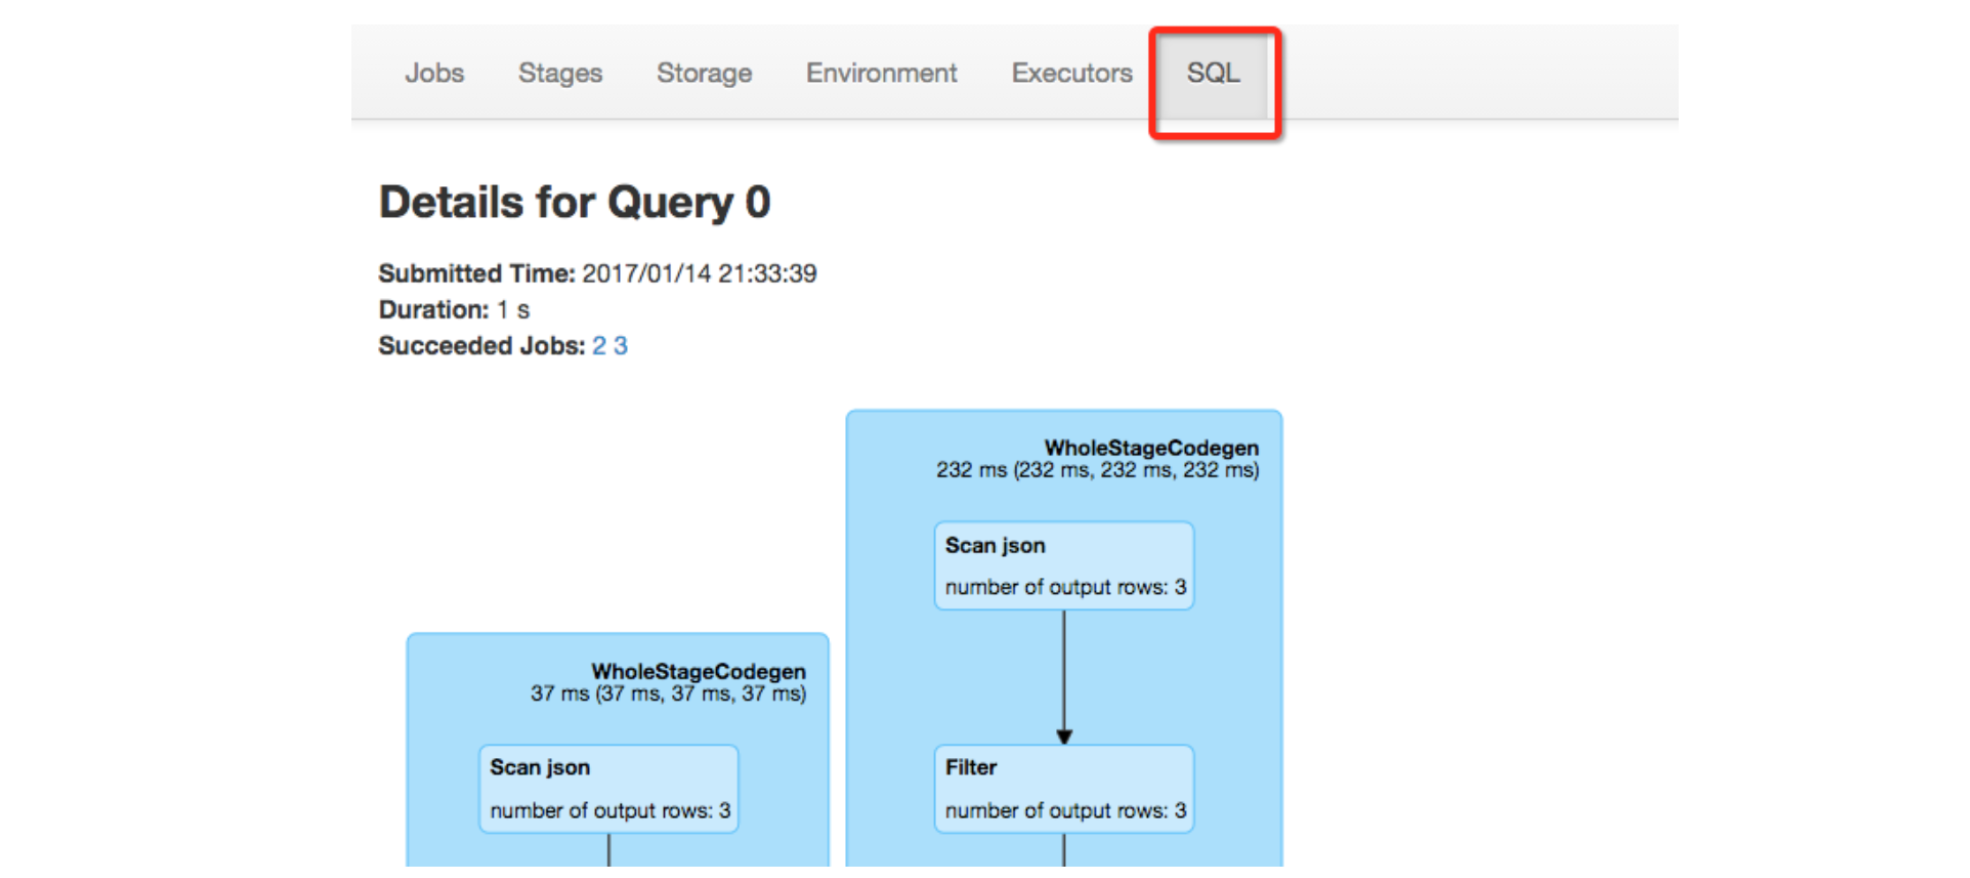 Jobs Stages Storage Environment Executors SQL
Details for Query 0
Submitted Time: 2017/01/14 21:33:39
Duration: 1 s
Succeeded Jobs: 2 3
WholeStageCodegen
232 ms (232 ms, 232 ms, 232 ms)
Scan json
number of output rows: 3
WholeStageCodegen
37 ms (37 ms, 37 ms, 37 ms)
Scan json
number of output rows: 3
Filter
number of output rows: 3